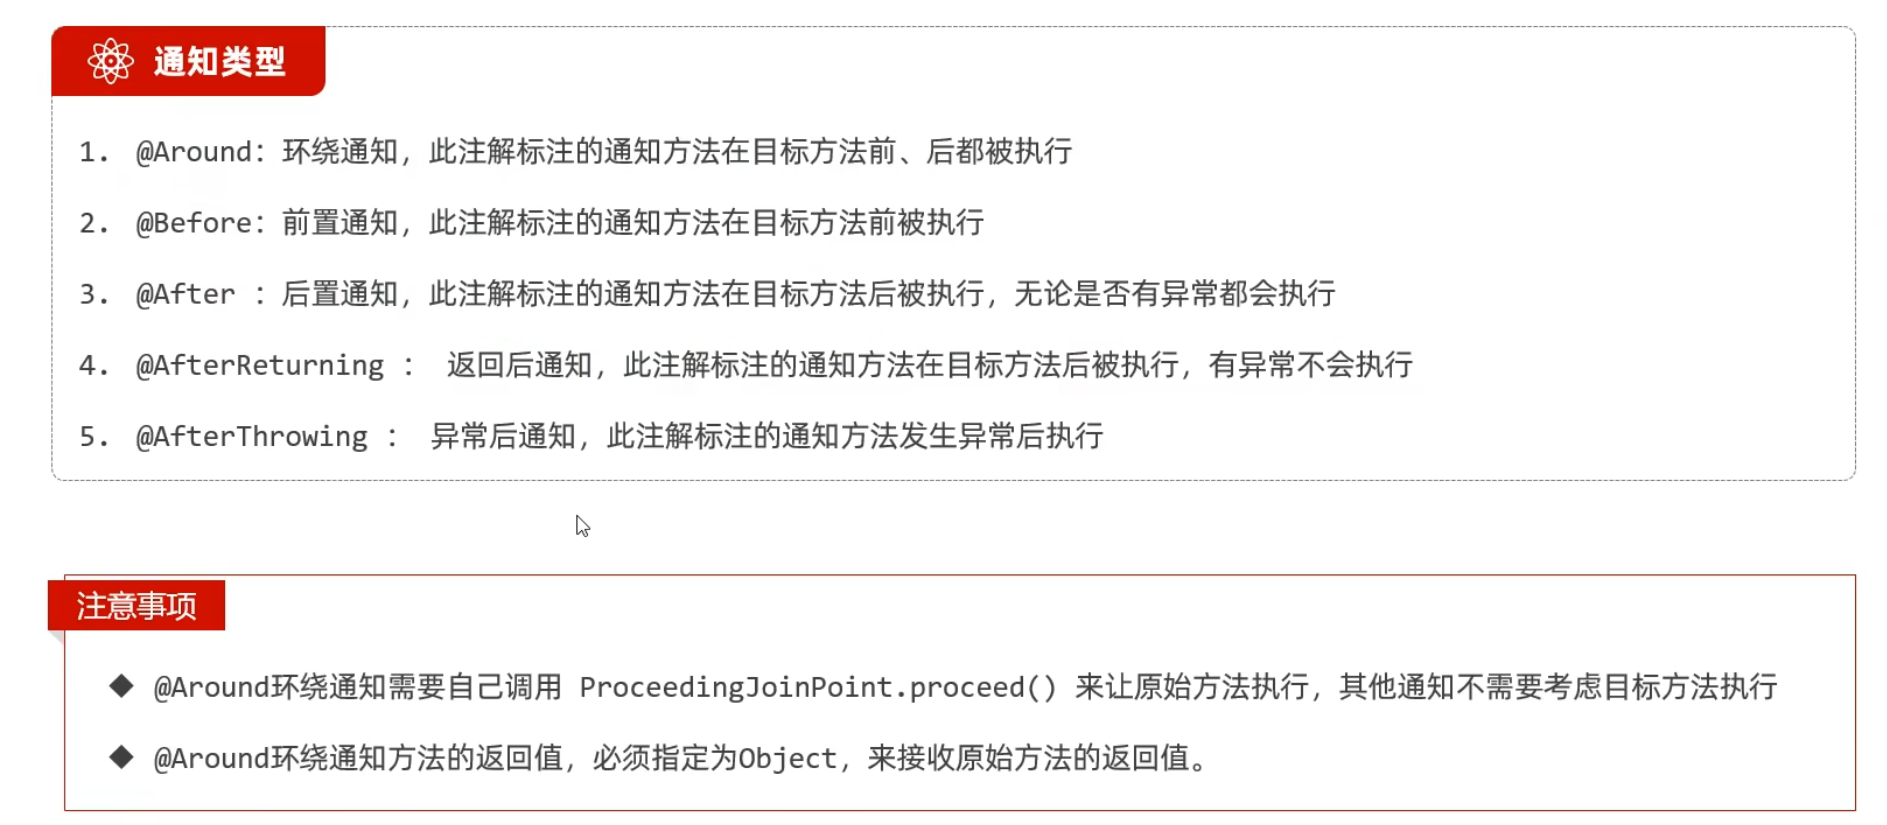 通知类型
1. @Around：环绕通知，此注解标注的通知方法在目标方法前、后都被执行
2. @Before：前置通知，此注解标注的通知方法在目标方法前被执行
3. @After ：后置通知，此注解标注的通知方法在目标方法后被执行，无论是否有异常都会执行
4. @AfterReturning ： 返回后通知，此注解标注的通知方法在目标方法后被执行，有异常不会执行
5. @AfterThrowing ： 异常后通知，此注解标注的通知方法发生异常后执行
注意事项
◆ @Around环绕通知需要自己调用 ProceedingJoinPoint.proceed() 来让原始方法执行，其他通知不需要考虑目标方法执行
◆ @Around环绕通知方法的返回值，必须指定为Object，来接收原始方法的返回值。